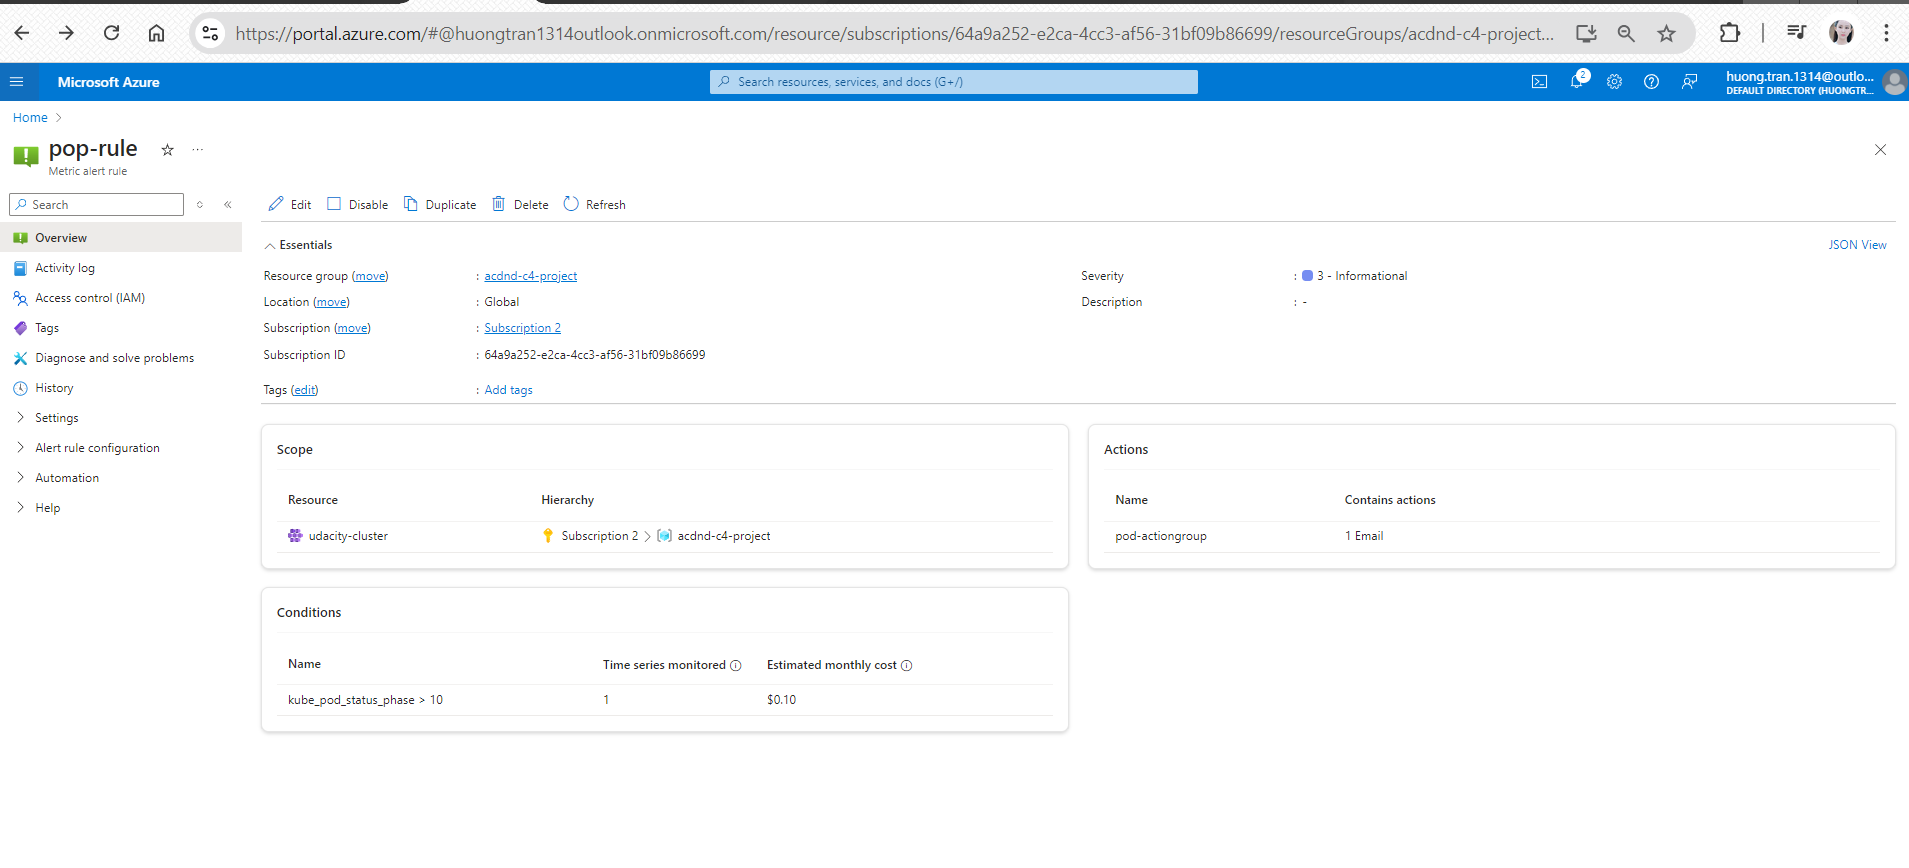 https://portal.azure.com/#@huongtran1314outlook.onmicrosoft.com/resource/subscriptions/64a9a252-e2ca-4cc3-af56-31bf09b86699/resourceGroups/acdnd-c4-project...
Microsoft Azure
Search resources, services, and docs (G+/)
2
huong.tran.1314@outlo...
DEFAULT DIRECTORY (HUONGTR...
Home
pop-rule
...
Metric alert rule
Search
Edit
Disable
Duplicate
Delete
Refresh
Overview
Activity log
Access control (IAM)
Tags
Diagnose and solve problems
History
Settings
Alert rule configuration
Automation
Help
Essentials
JSON View
Resource group (move) : acdnd-c4-project
Location (move) : Global
Subscription (move) : Subscription 2
Subscription ID : 64a9a252-e2ca-4cc3-af56-31bf09b86699
Tags (edit) : Add tags
Severity : 3 - Informational
Description : -
Scope
Resource Hierarchy
udacity-cluster Subscription 2 > acdnd-c4-project
Actions
Name Contains actions
pod-actiongroup 1 Email
Conditions
Name Time series monitored Estimated monthly cost
kube_pod_status_phase > 10 1 $0.10